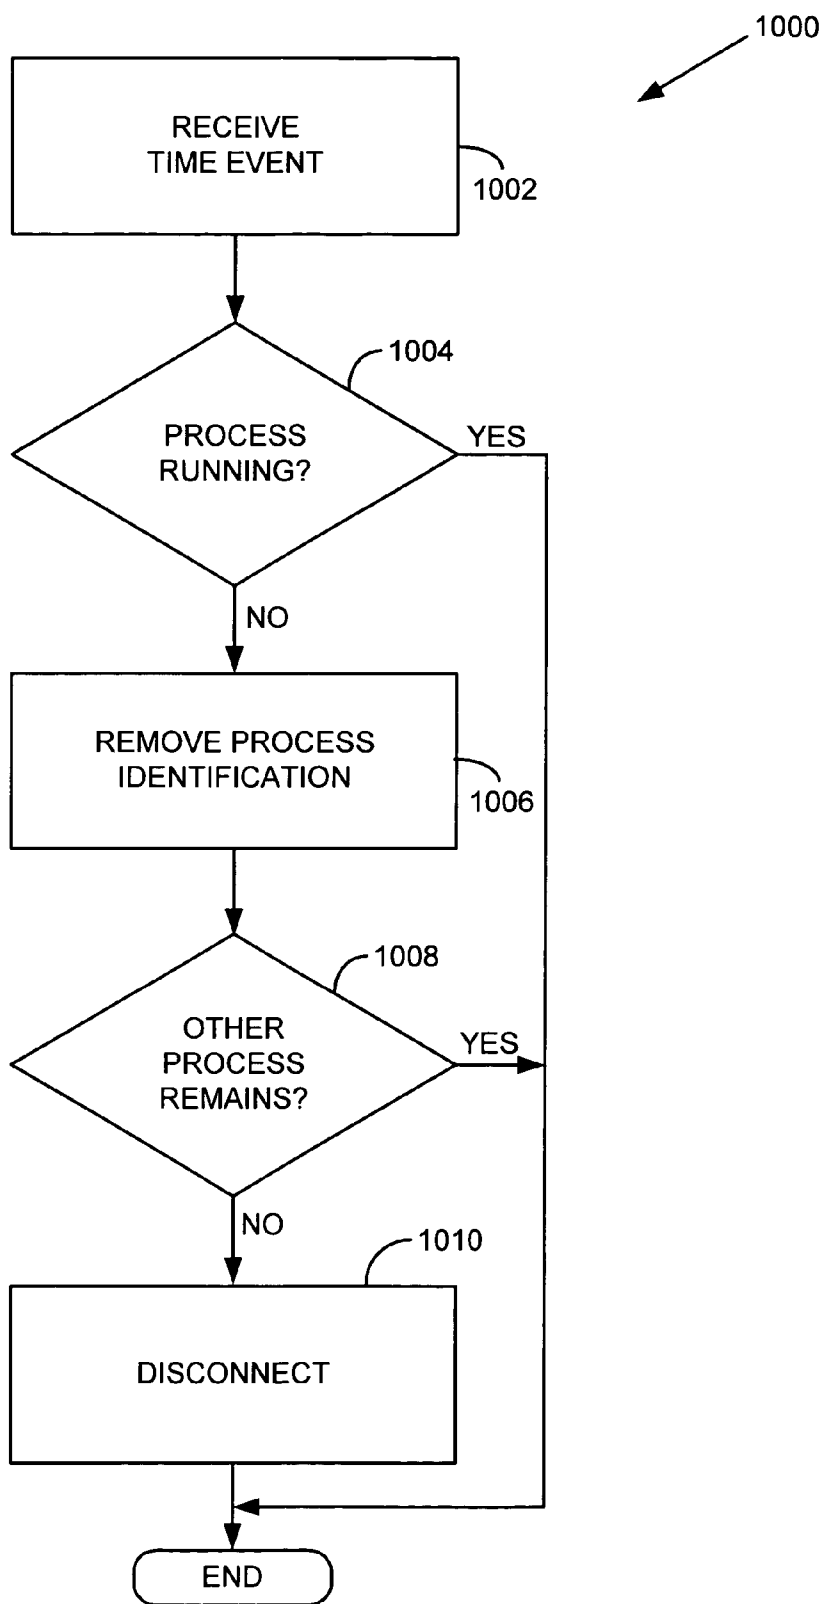 1000
RECEIVE
TIME EVENT
1002
1004
PROCESS
RUNNING?
YES
NO
REMOVE PROCESS
IDENTIFICATION
1006
1008
OTHER
PROCESS
REMAINS?
YES
NO
1010
DISCONNECT
END